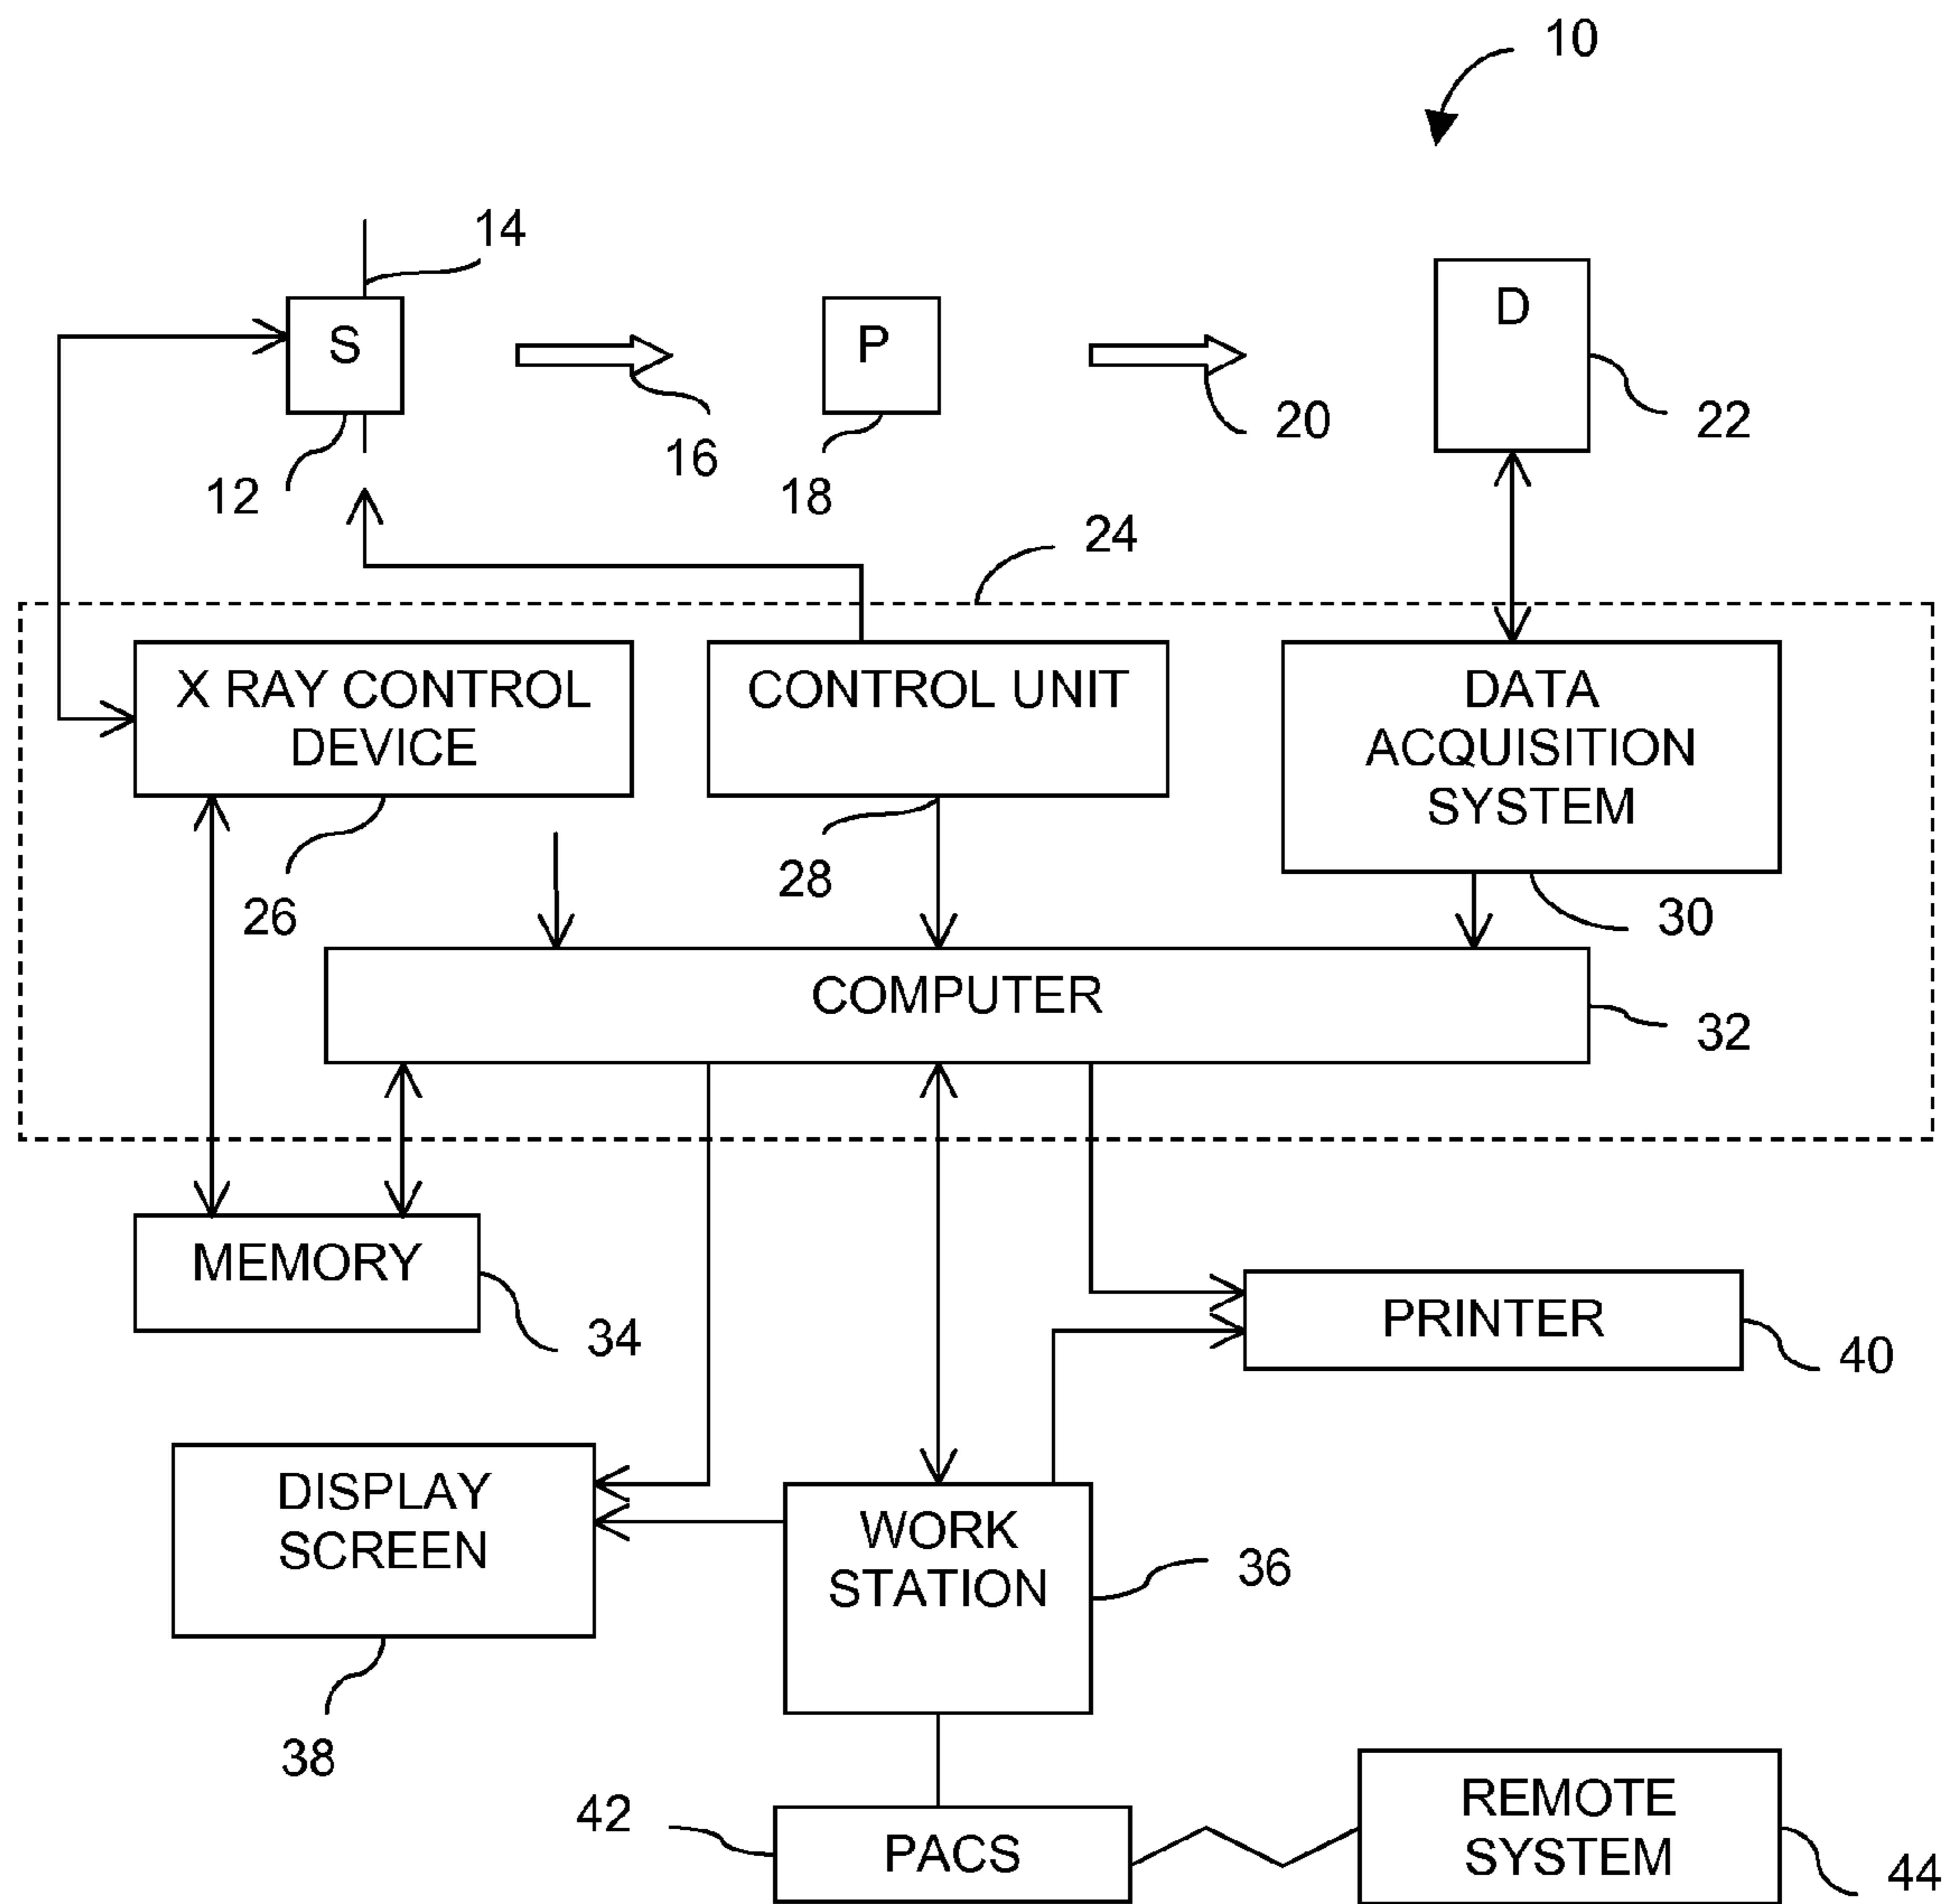 10
14
S
P
D
16
20
22
12
18
24
X RAY CONTROL
DEVICE
CONTROL UNIT
DATA
ACQUISITION
SYSTEM
26
28
30
COMPUTER
32
MEMORY
34
PRINTER
40
DISPLAY
SCREEN
WORK
STATION
36
38
42
PACS
REMOTE
SYSTEM
44